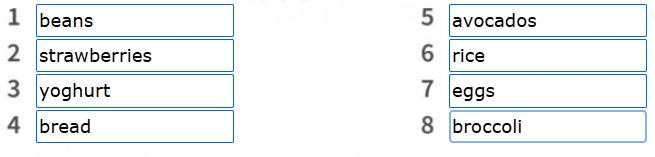 1 beans
2 strawberries
3 yoghurt
4 bread
5 avocados
6 rice
7 eggs
8 broccoli